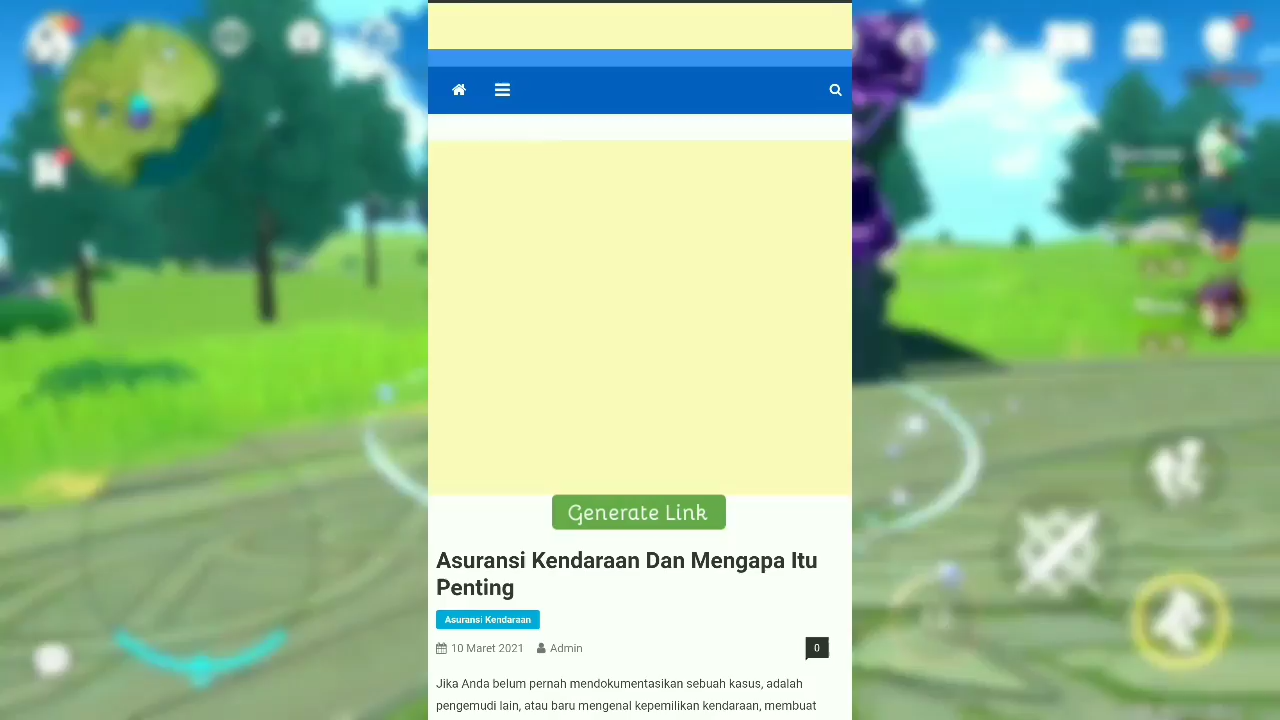 Generate Link
Asuransi Kendaraan Dan Mengapa Itu
Penting
Asuransi Kendaraan
10 Maret 2021 Admin 0
Jika Anda belum pernah mendokumentasikan sebuah kasus, adalah
pengemudi lain, atau baru mengenal kepemilikan kendaraan, membuat